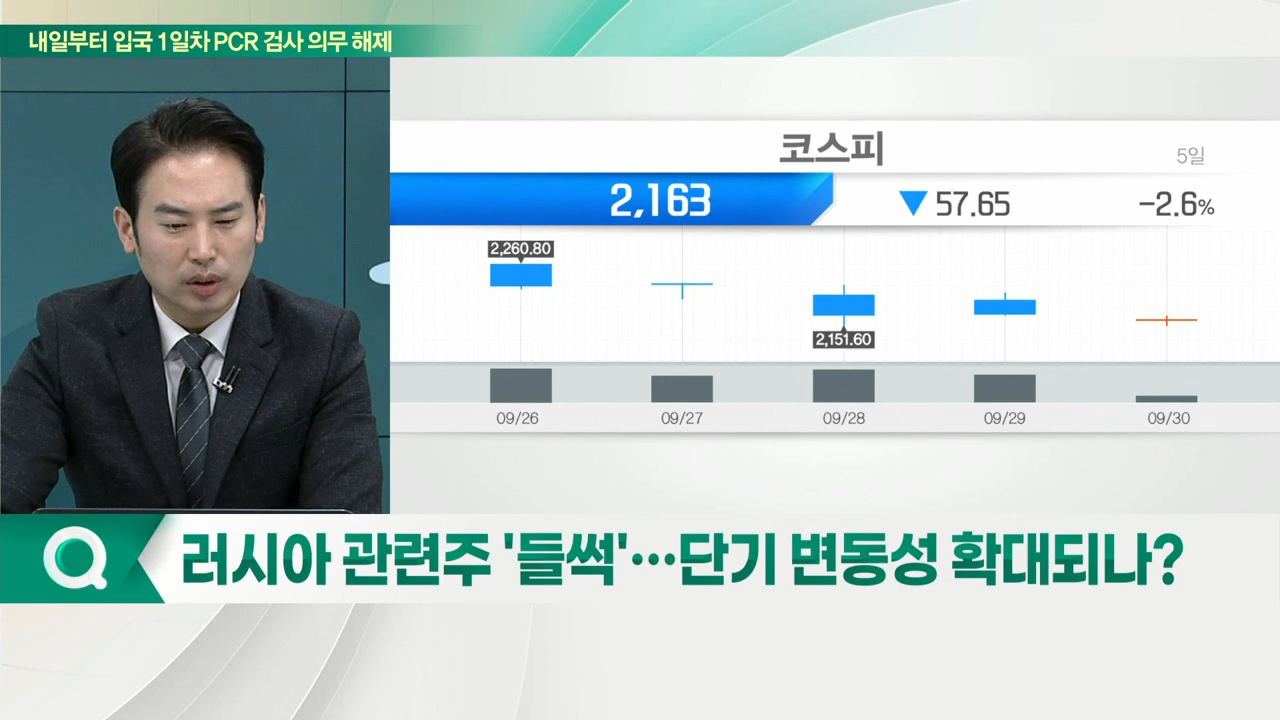 내일부터 입국 1일차 PCR 검사 의무 해제
코스피
5일
2,163 ▼ 57.65 -2.6%
2,260.80
2,151.60
09/26 09/27 09/28 09/29 09/30
러시아 관련주 '들썩'…단기 변동성 확대되나?